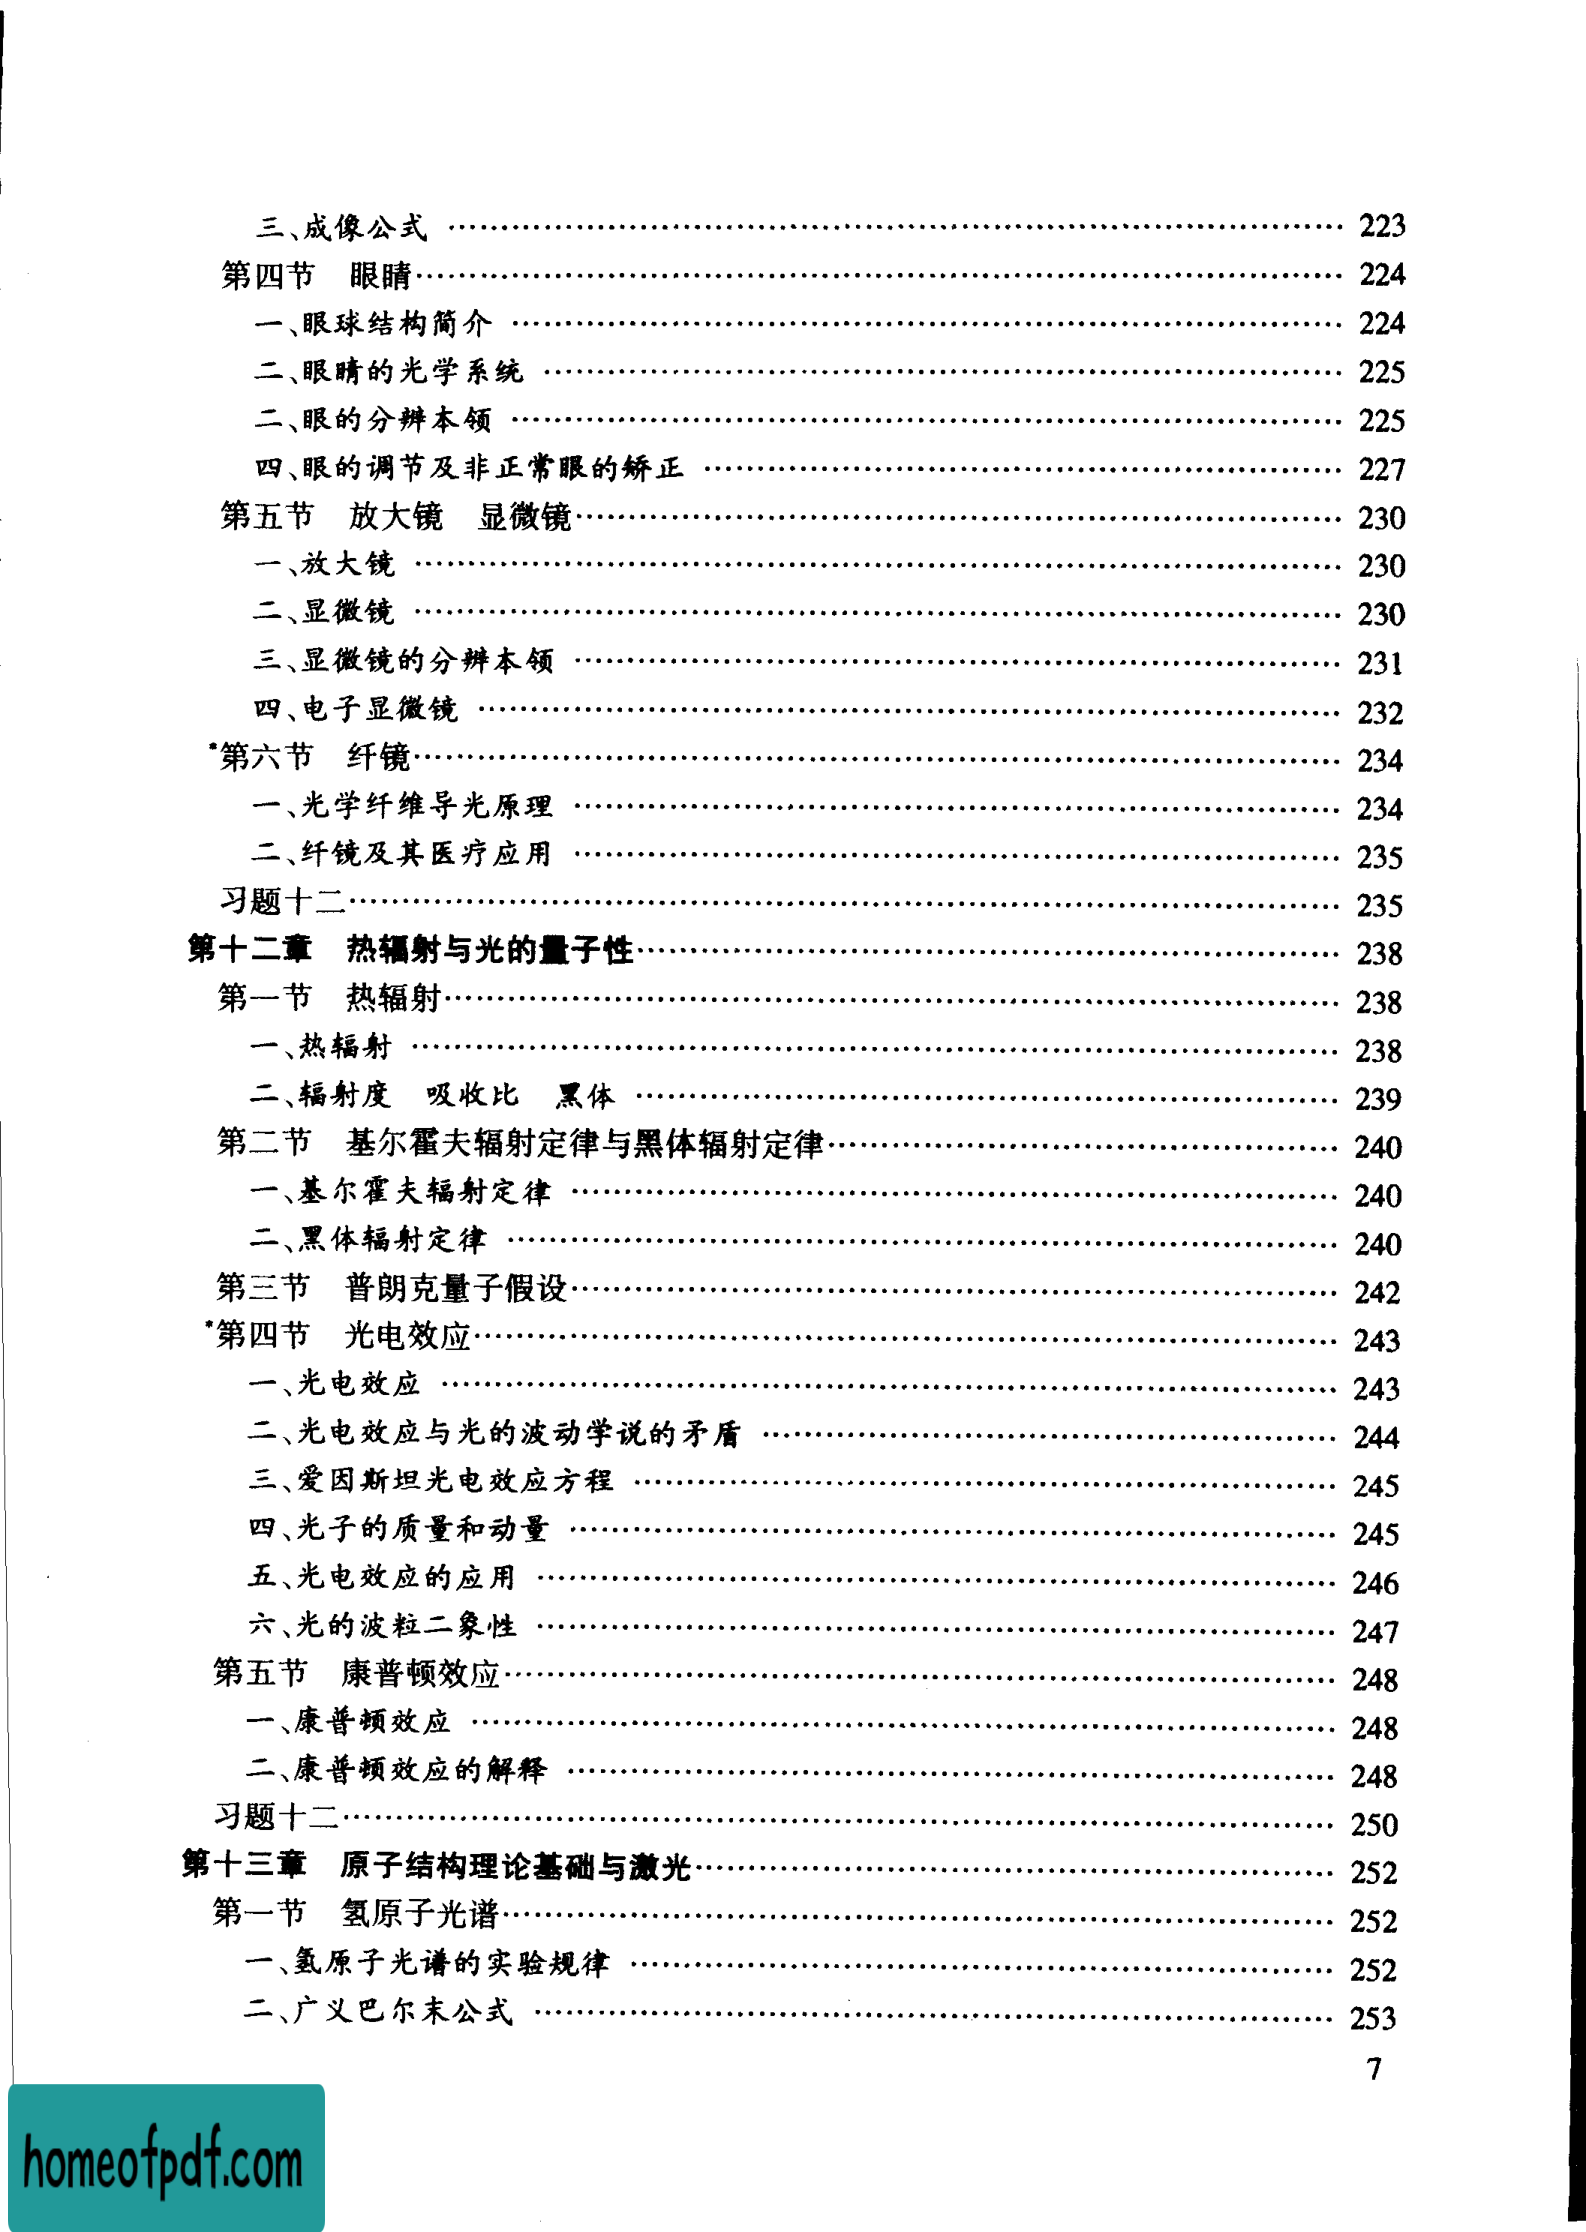 三、成像公式 …… 223
第四节 眼睛…… 224
一、眼球结构简介 …… 224
二、眼睛的光学系统 …… 225
二、眼的分辨本领 …… 225
四、眼的调节及非正常眼的矫正 …… 227
第五节 放大镜 显微镜…… 230
一、放大镜 …… 230
二、显微镜 …… 230
三、显微镜的分辨本领 …… 231
四、电子显微镜 …… 232
*第六节 纤镜…… 234
一、光学纤维导光原理 …… 234
二、纤镜及其医疗应用 …… 235
习题十二…… 235
第十二章 热辐射与光的量子性…… 238
第一节 热辐射…… 238
一、热辐射 …… 238
二、辐射度 吸收比 黑体 …… 239
第二节 基尔霍夫辐射定律与黑体辐射定律…… 240
一、基尔霍夫辐射定律 …… 240
二、黑体辐射定律 …… 240
第三节 普朗克量子假设…… 242
*第四节 光电效应…… 243
一、光电效应 …… 243
二、光电效应与光的波动学说的矛盾 …… 244
三、爱因斯坦光电效应方程 …… 245
四、光子的质量和动量 …… 245
五、光电效应的应用 …… 246
六、光的波粒二象性 …… 247
第五节 康普顿效应…… 248
一、康普顿效应 …… 248
二、康普顿效应的解释 …… 248
习题十二…… 250
第十三章 原子结构理论基础与激光…… 252
第一节 氢原子光谱…… 252
一、氢原子光谱的实验规律 …… 252
二、广义巴尔末公式 …… 253
7
homeofpdf.com